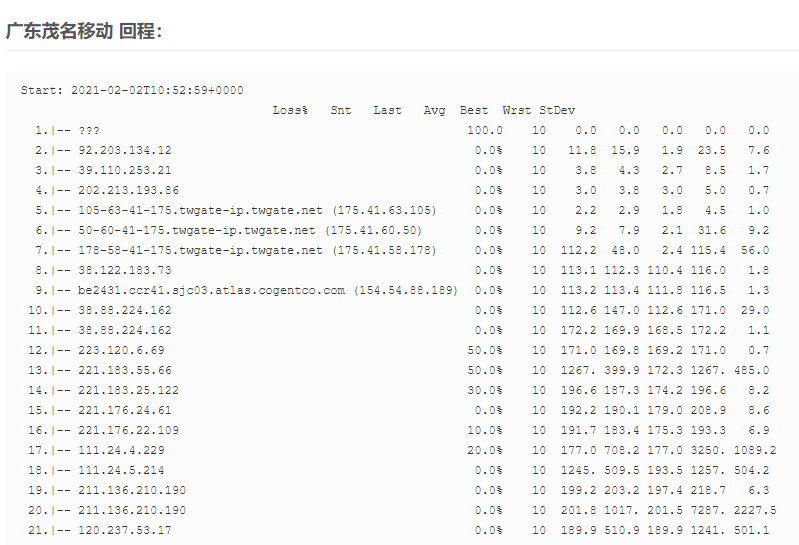 广东茂名移动 回程：
Start: 2021-02-02T10:52:59+0000
Loss% Snt Last Avg Best Wrst StDev
1.|-- ??? 100.0 10 0.0 0.0 0.0 0.0 0.0
2.|-- 92.203.134.12 0.0% 10 11.8 15.9 1.9 23.5 7.6
3.|-- 39.110.253.21 0.0% 10 3.8 4.3 2.7 8.5 1.7
4.|-- 202.213.193.86 0.0% 10 3.0 3.8 3.0 5.0 0.7
5.|-- 105-63-41-175.twgate-ip.twgate.net (175.41.63.105) 0.0% 10 2.2 2.9 1.8 4.5 1.0
6.|-- 50-60-41-175.twgate-ip.twgate.net (175.41.60.50) 0.0% 10 9.2 7.9 2.1 31.6 9.2
7.|-- 178-58-41-175.twgate-ip.twgate.net (175.41.58.178) 0.0% 10 112.2 48.0 2.4 115.4 56.0
8.|-- 38.122.183.73 0.0% 10 113.1 112.3 110.4 116.0 1.8
9.|-- be2431.ccr41.sjc03.atlas.cogentco.com (154.54.88.189) 0.0% 10 113.2 113.4 111.8 116.5 1.3
10.|-- 38.88.224.162 0.0% 10 112.6 147.0 112.6 171.0 29.0
11.|-- 38.88.224.162 0.0% 10 172.2 169.9 168.5 172.2 1.1
12.|-- 223.120.6.69 50.0% 10 171.0 169.8 169.2 171.0 0.7
13.|-- 221.183.55.66 50.0% 10 1267. 399.9 172.3 1267. 485.0
14.|-- 221.183.25.122 30.0% 10 196.6 187.3 174.2 196.6 8.2
15.|-- 221.176.24.61 0.0% 10 192.2 190.1 179.0 208.9 8.6
16.|-- 221.176.22.109 10.0% 10 191.7 183.4 175.3 193.3 6.9
17.|-- 111.24.4.229 20.0% 10 177.0 708.2 177.0 3250. 1089.2
18.|-- 111.24.5.214 0.0% 10 1245. 509.5 193.5 1257. 504.2
19.|-- 211.136.210.190 0.0% 10 199.2 203.2 197.4 218.7 6.3
20.|-- 211.136.210.190 0.0% 10 201.8 1017. 201.5 7287. 2227.5
21.|-- 120.237.53.17 0.0% 10 189.9 510.9 189.9 1241. 501.1